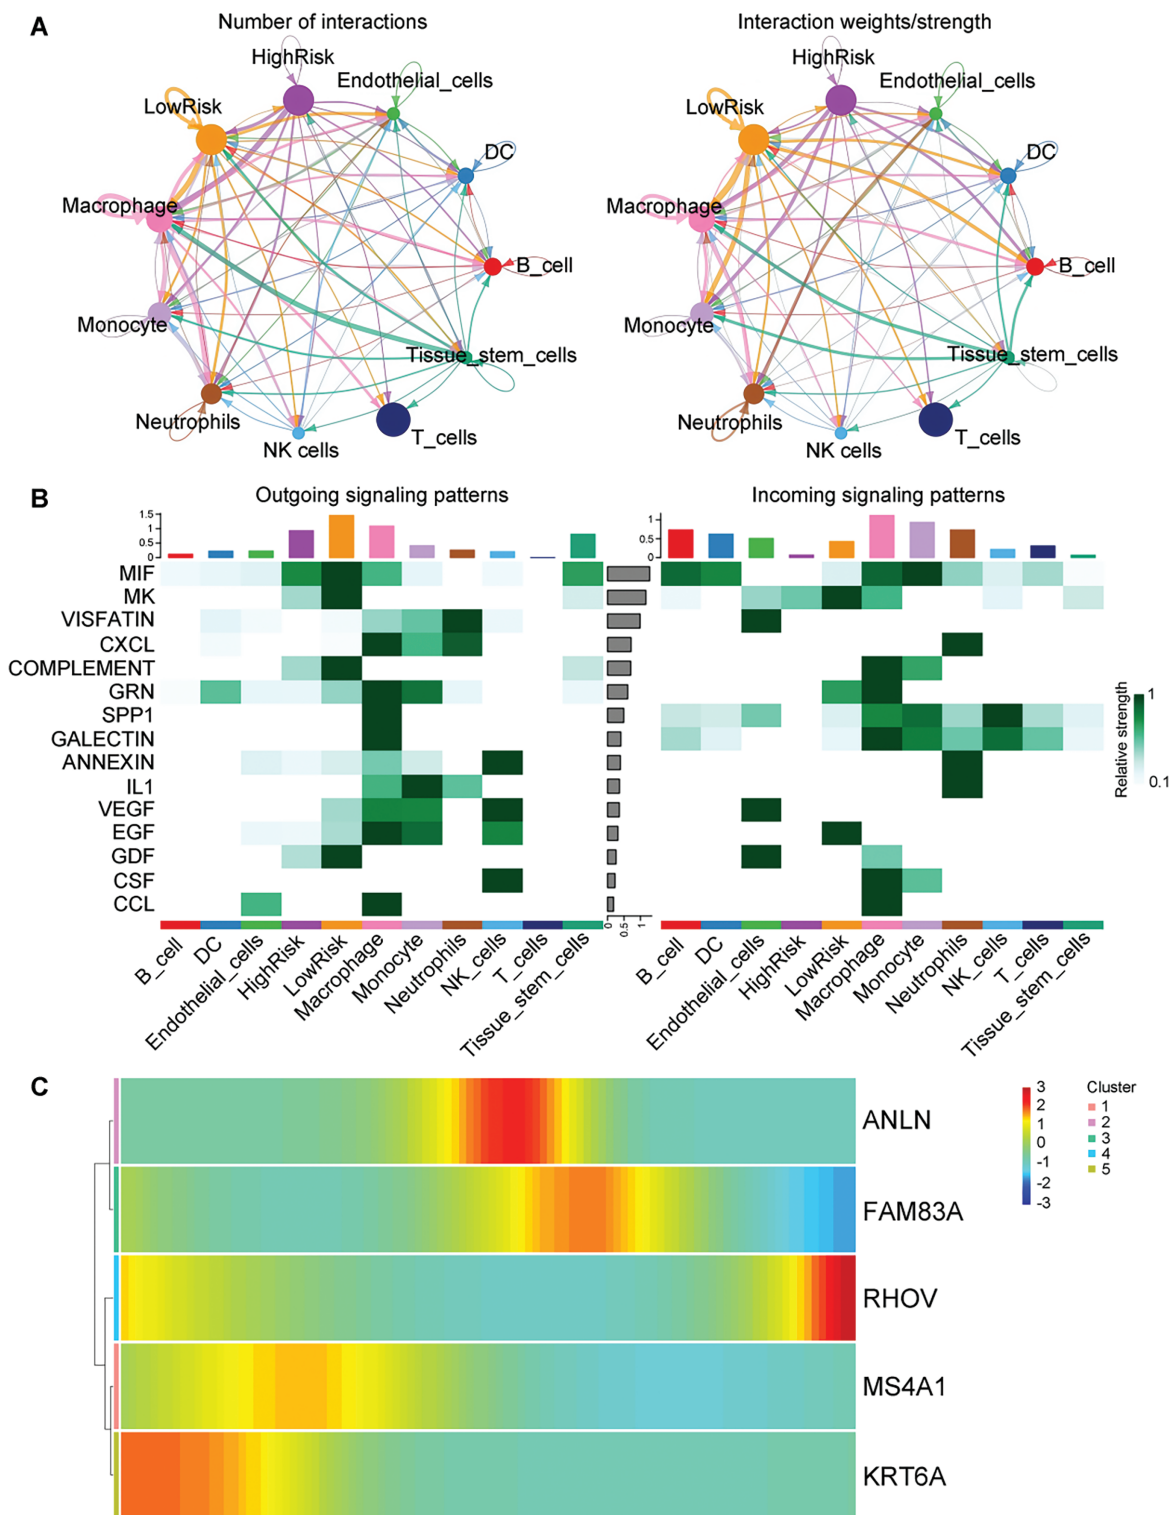 A
Number of interactions
Interaction weights/strength
HighRisk
Endothelial_cells
LowRisk
DC
Macrophage
B_cell
Monocyte
Tissue_stem_cells
Neutrophils
NK cells
T_cells
HighRisk
Endothelial_cells
LowRisk
DC
Macrophage
B_cell
Monocyte
Tissue_stem_cells
Neutrophils
NK cells
T_cells
B
Outgoing signaling patterns
Incoming signaling patterns
1.5
1
0.5
0
1
0.5
0
MIF
MK
VISFATIN
CXCL
COMPLEMENT
GRN
SPP1
GALECTIN
ANNEXIN
IL1
VEGF
EGF
GDF
CSF
CCL
0
0.5
1
Relative strength
1
0.1
B_cell
DC
Endothelial_cells
HighRisk
LowRisk
Macrophage
Monocyte
Neutrophils
NK_cells
T_cells
Tissue_stem_cells
B_cell
DC
Endothelial_cells
HighRisk
LowRisk
Macrophage
Monocyte
Neutrophils
NK_cells
T_cells
Tissue_stem_cells
C
ANLN
FAM83A
RHOV
MS4A1
KRT6A
3
2
1
0
-1
-2
-3
Cluster
1
2
3
4
5